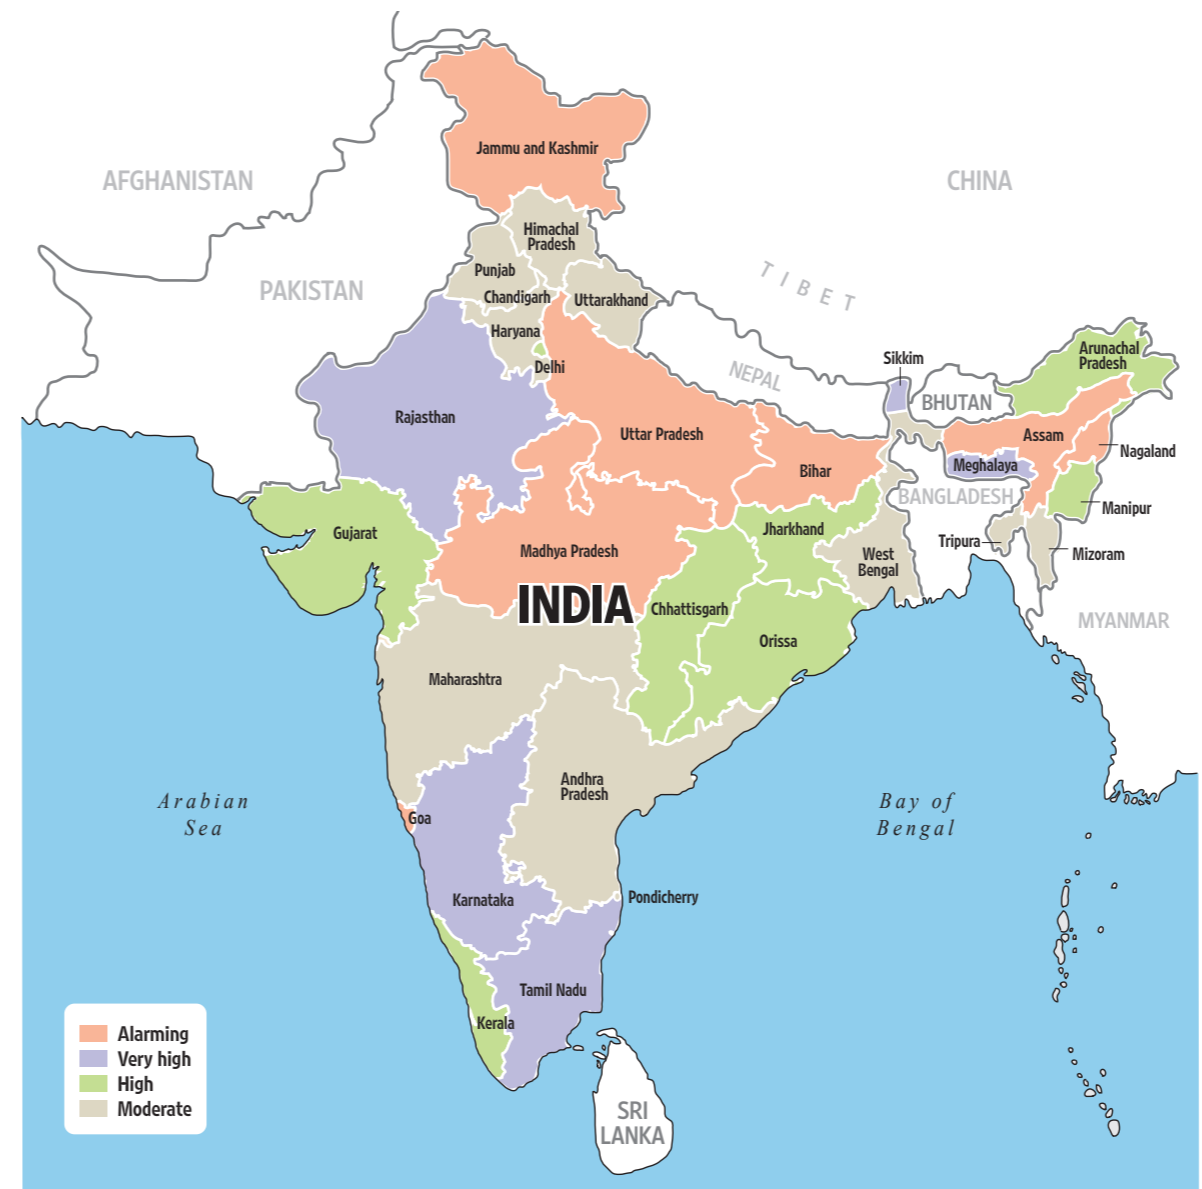 AFGHANISTAN
Jammu and Kashmir
CHINA
Himachal
Pradesh
Punjab
PAKISTAN
Chandigarh
Uttarakhand
TIBET
Haryana
Delhi
NEPAL
Sikkim
Arunachal
Pradesh
BHUTAN
Rajasthan
Uttar Pradesh
Assam
Nagaland
Bihar
Meghalaya
BANGLADESH
Manipur
Gujarat
Jharkhand
Tripura
Mizoram
Madhya Pradesh
West
Bengal
INDIA
Chhattisgarh
MYANMAR
Orissa
Maharashtra
Andhra
Pradesh
Arabian
Sea
Bay of
Bengal
Goa
Karnataka
Pondicherry
Tamil Nadu
Kerala
Alarming
Very high
High
Moderate
SRI
LANKA